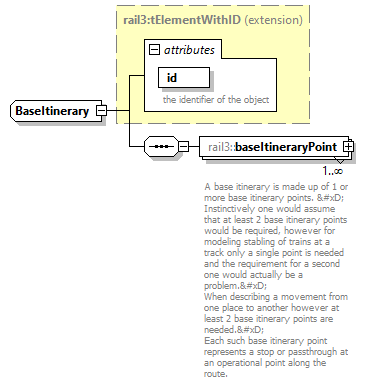 rail3:tElementWithID (extension)
attributes
id
the identifier of the object
BaseItinerary
rail3:baseItineraryPoint
1..∞
A base itinerary is made up of 1 or
more base itinerary points. &#xD;
Instinctively one would assume
that at least 2 base itinerary points
would be required, however for
modeling stabling of trains at a
track only a single point is needed
and the requirement for a second
one would actually be a
problem.&#xD;
When describing a movement from
one place to another however at
least 2 base itinerary points are
needed.&#xD;
Each such base itinerary point
represents a stop or passthrough at
an operational point along the
route.